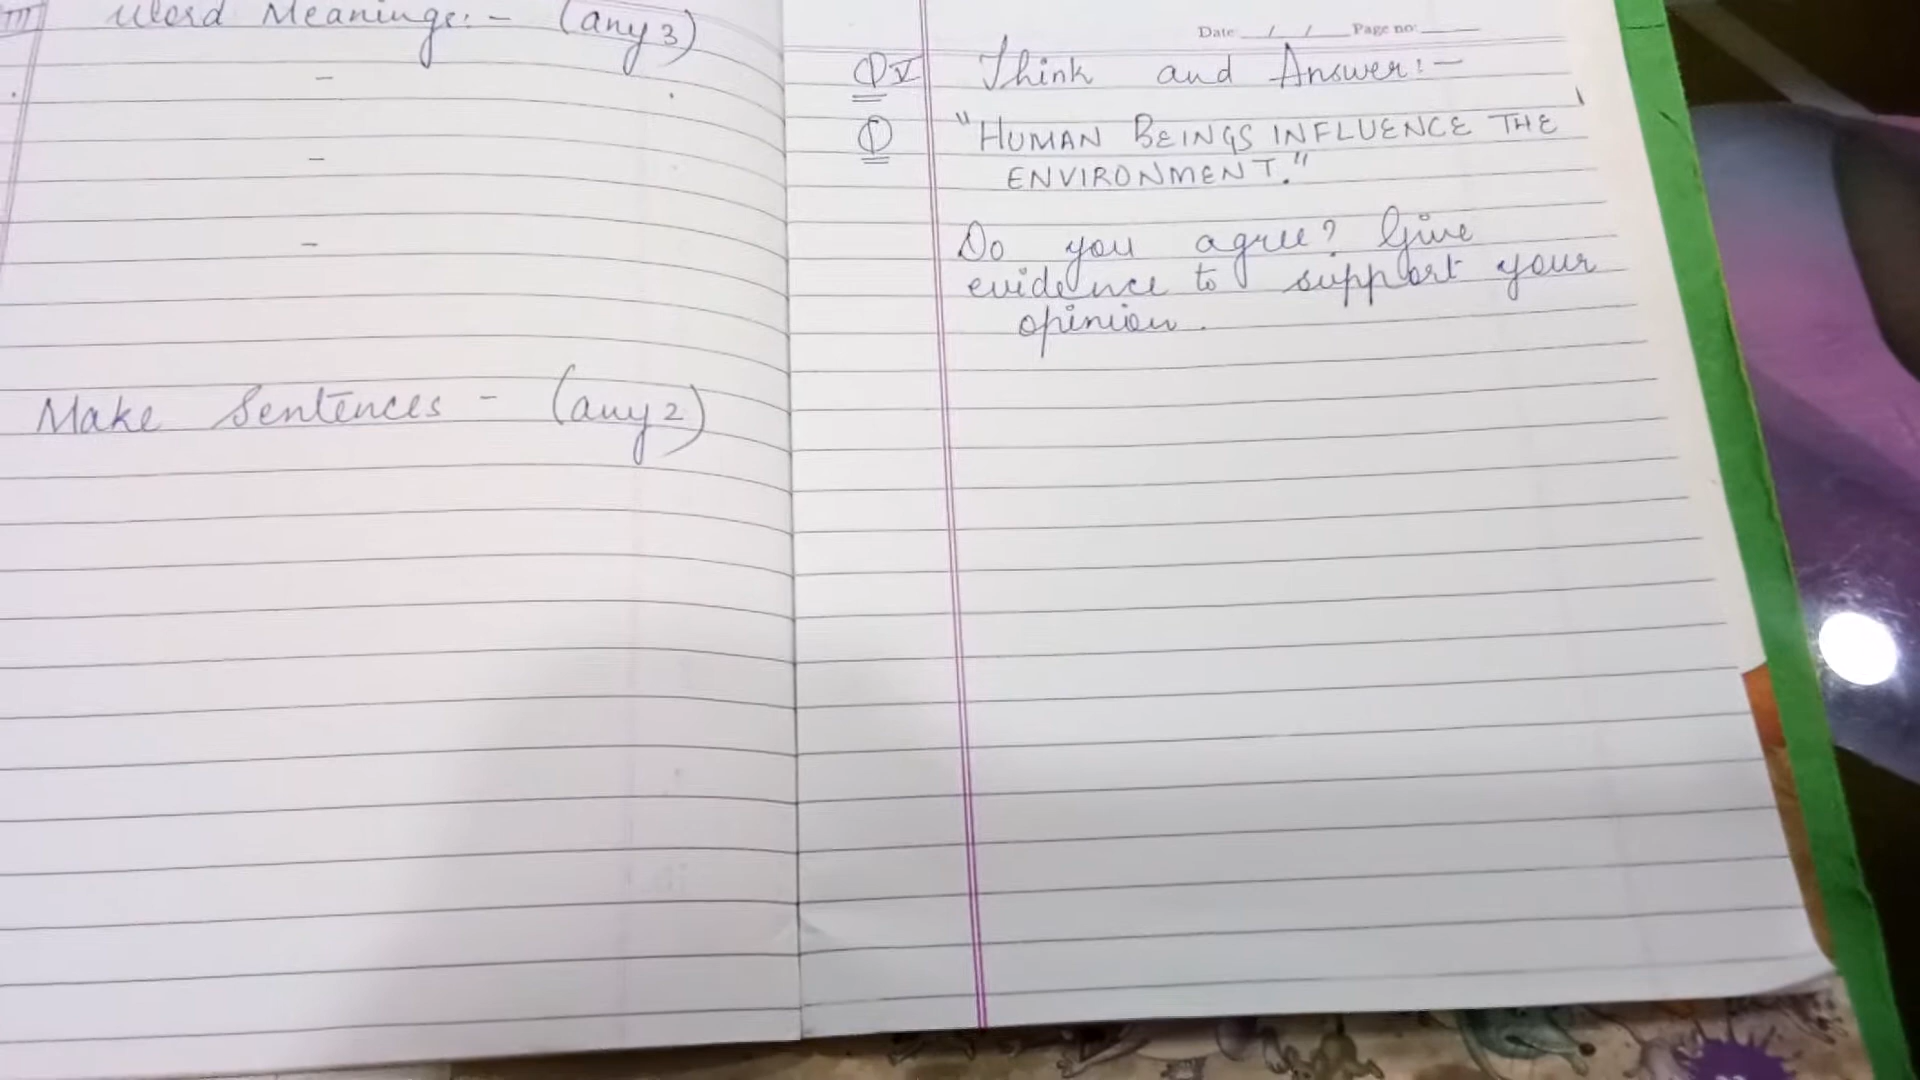 III Word Meanings:- (any 3)
-
-
-
Make Sentences - (any 2)
Date / / Page no:
Q V Think and Answer:-
① "HUMAN BEINGS INFLUENCE THE
ENVIRONMENT."
Do you agree? Give
evidence to support your
opinion.